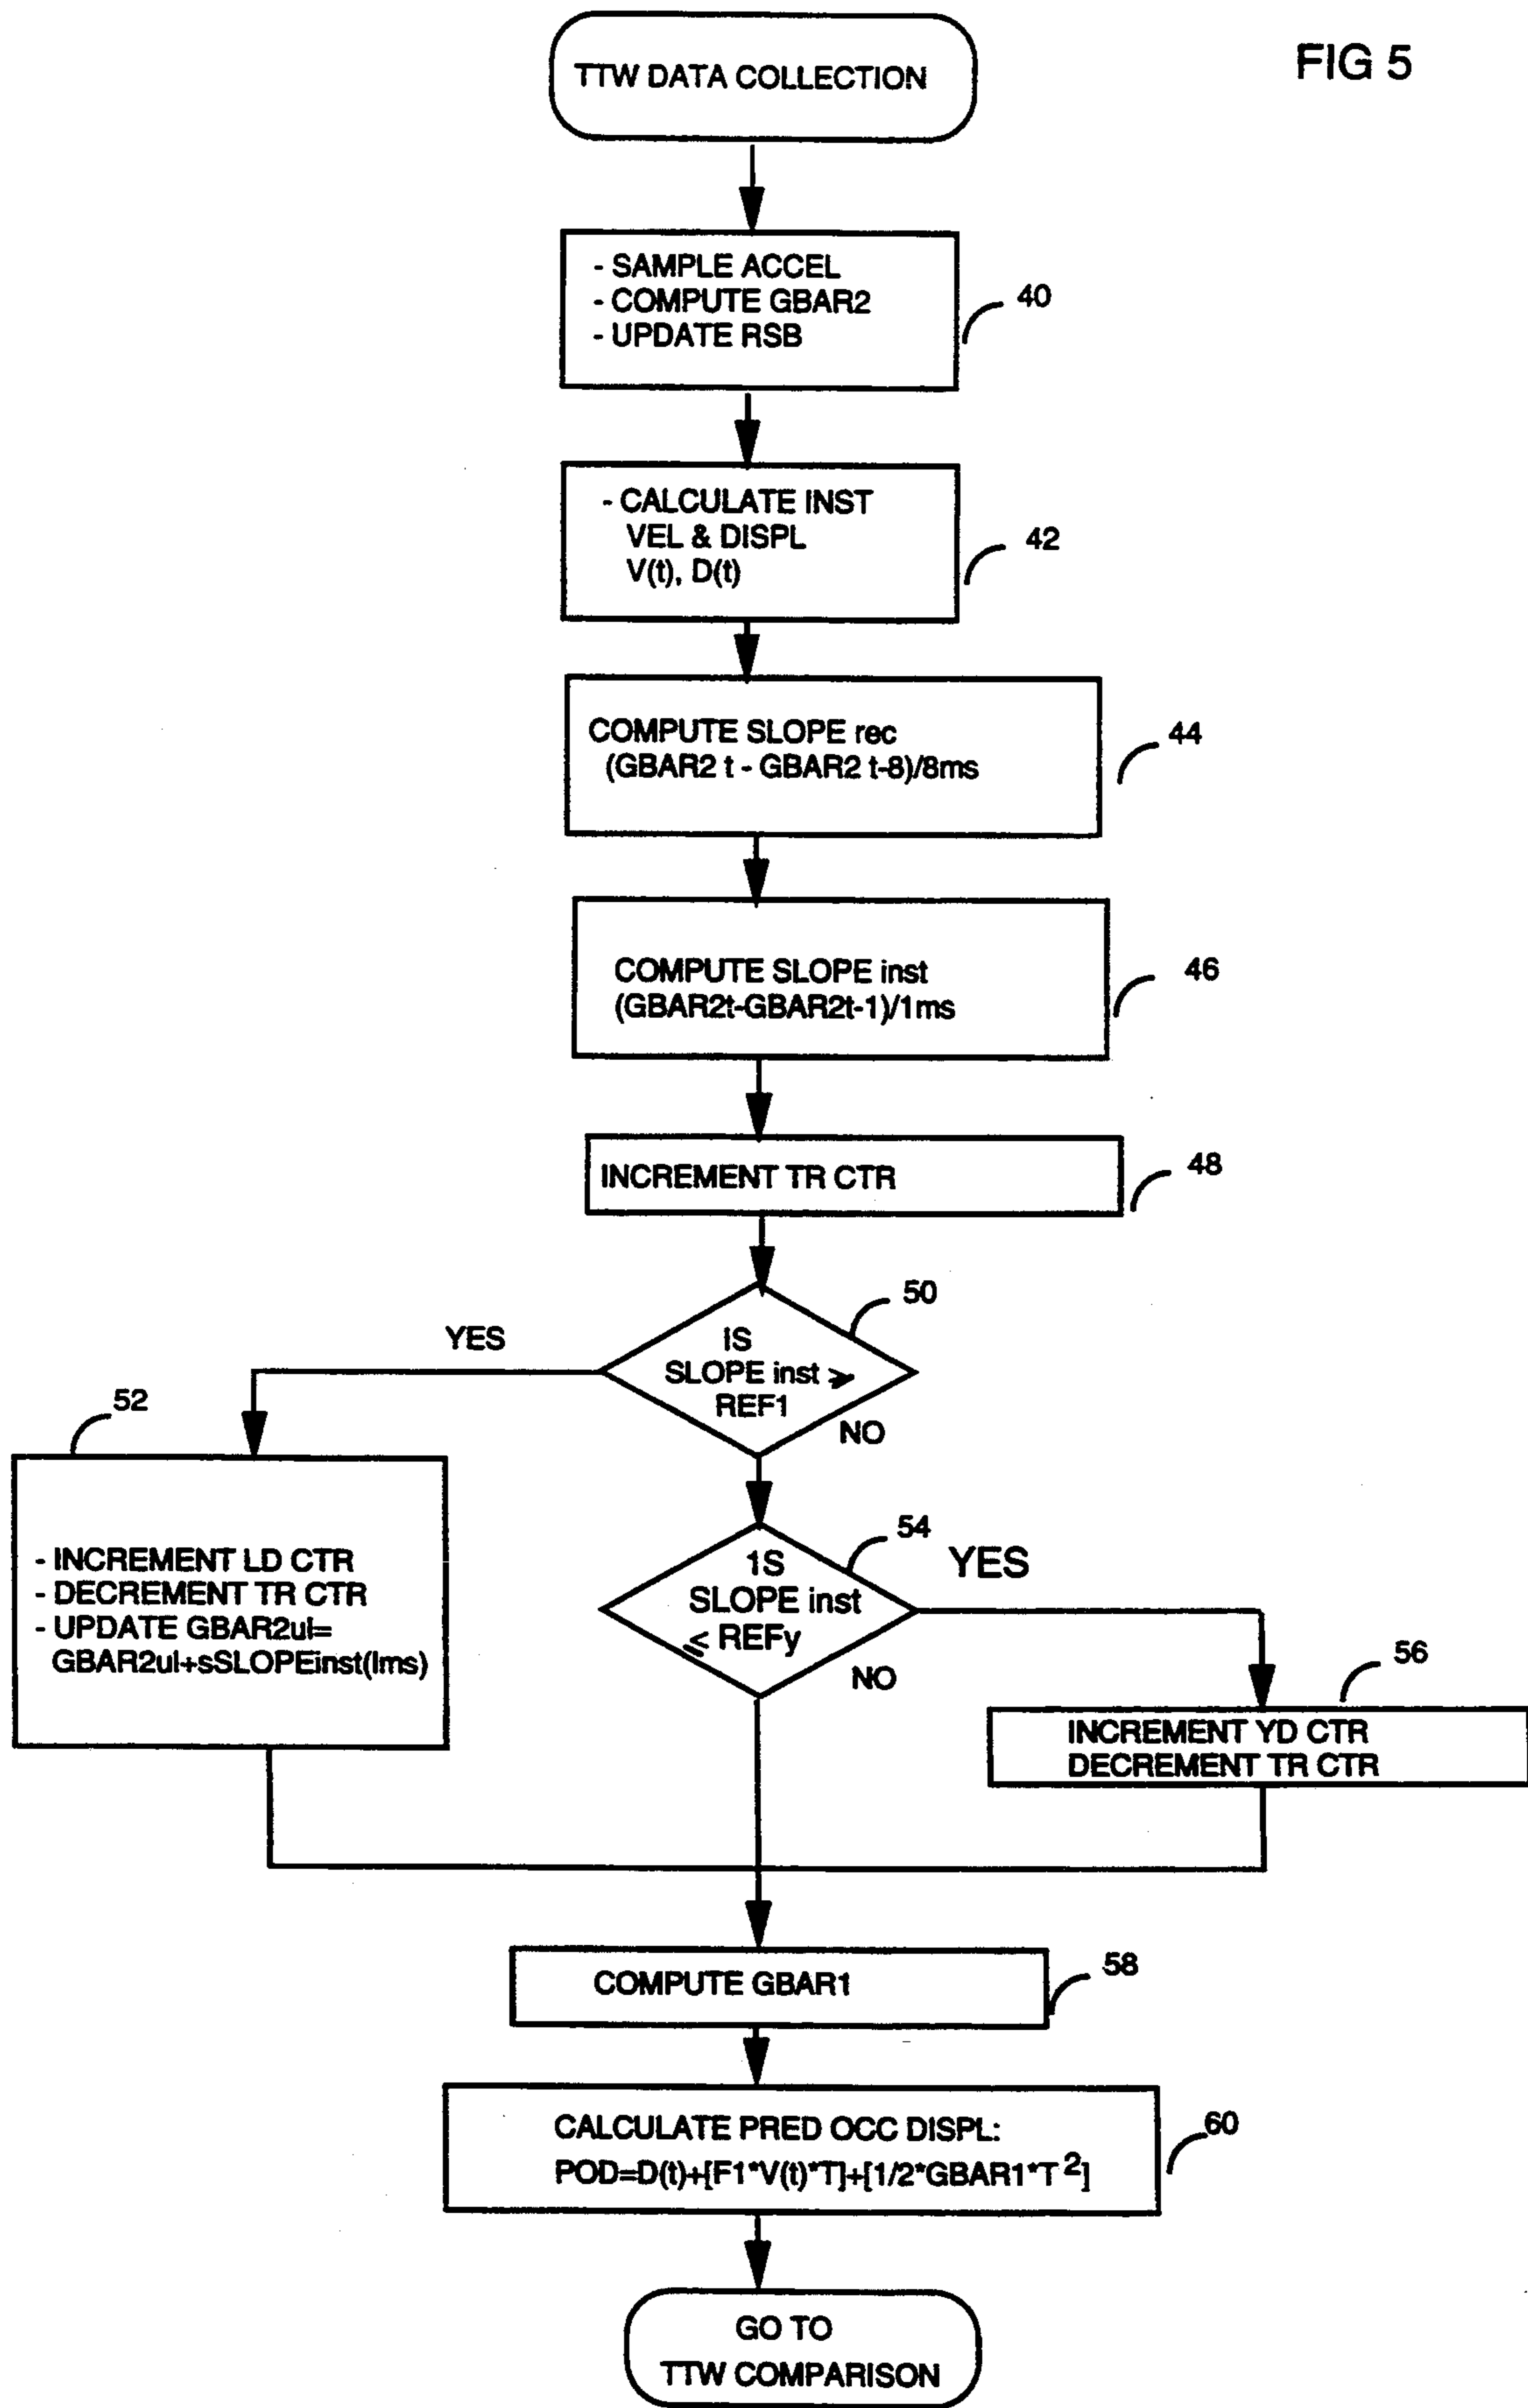 FIG 5
TTW DATA COLLECTION
- SAMPLE ACCEL
- COMPUTE GBAR2
- UPDATE RSB
40
- CALCULATE INST
VEL & DISPL
V(t), D(t)
42
COMPUTE SLOPE rec
(GBAR2 t - GBAR2 t-8)/8ms
44
COMPUTE SLOPE inst
(GBAR2t-GBAR2t-1)/1ms
46
INCREMENT TR CTR
48
50
IS
SLOPE inst ⩾
REF1
YES
NO
52
- INCREMENT LD CTR
- DECREMENT TR CTR
- UPDATE GBAR2ul=
GBAR2ul+sSLOPEinst(lms)
54
1S
SLOPE inst
⩽ REFy
YES
NO
56
INCREMENT YD CTR
DECREMENT TR CTR
COMPUTE GBAR1
58
CALCULATE PRED OCC DISPL:
POD=D(t)+[F1*V(t)*T]+[1/2*GBAR1*T ²]
60
GO TO
TTW COMPARISON